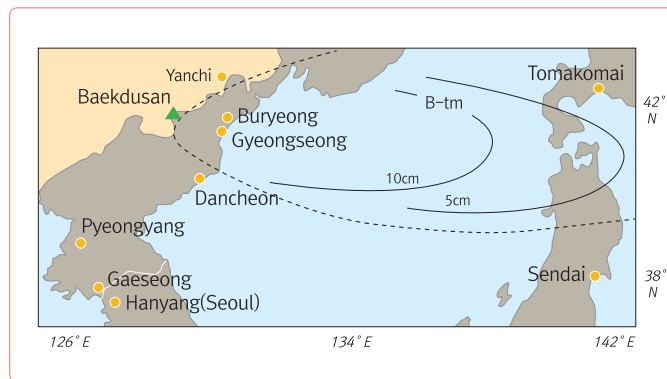 Yanchi
Tomakomai
Baekdusan
B-tm
42°
N
Buryeong
Gyeongseong
10cm
Dancheon
5cm
Pyeongyang
Gaeseong
Sendai
38°
N
Hanyang(Seoul)
126° E
134° E
142° E